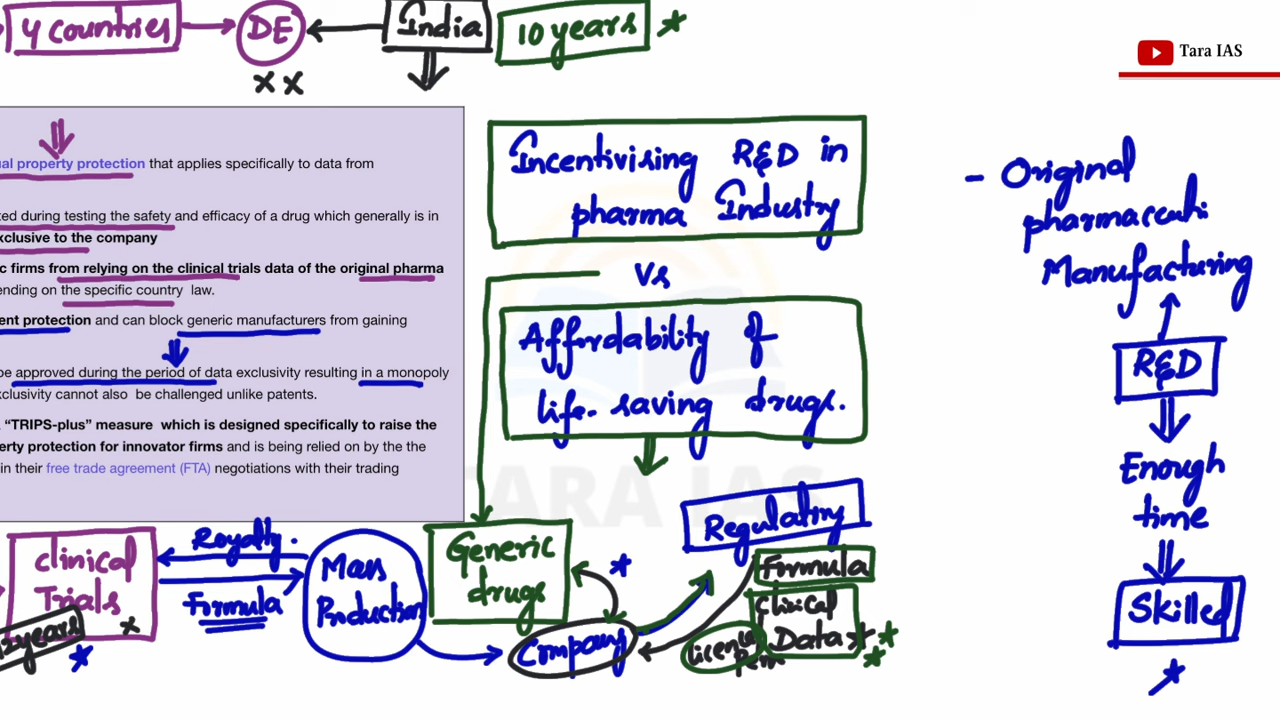 4 countries
DE
India
10 years
Tara IAS
ual property protection that applies specifically to data from
ted during testing the safety and efficacy of a drug which generally is in
xclusive to the company
ic firms from relying on the clinical trials data of the original pharma
ending on the specific country law.
ent protection and can block generic manufacturers from gaining
be approved during the period of data exclusivity resulting in a monopoly
xclusivity cannot also be challenged unlike patents.
"TRIPS-plus" measure which is designed specifically to raise the
erty protection for innovator firms and is being relied on by the the
in their free trade agreement (FTA) negotiations with their trading
Incentivising R&D in
pharma Industry
Vs
Affordability of
life-saving drugs.
TARA IAS
- Original
pharmaceuti
Manufacturing
R&D
Enough
time
Skilled
clinical
Trials
2years
Royalty.
Formula
Mass
Production
Generic
drugs
Company
Regulatory
Formula
Clinical
Data